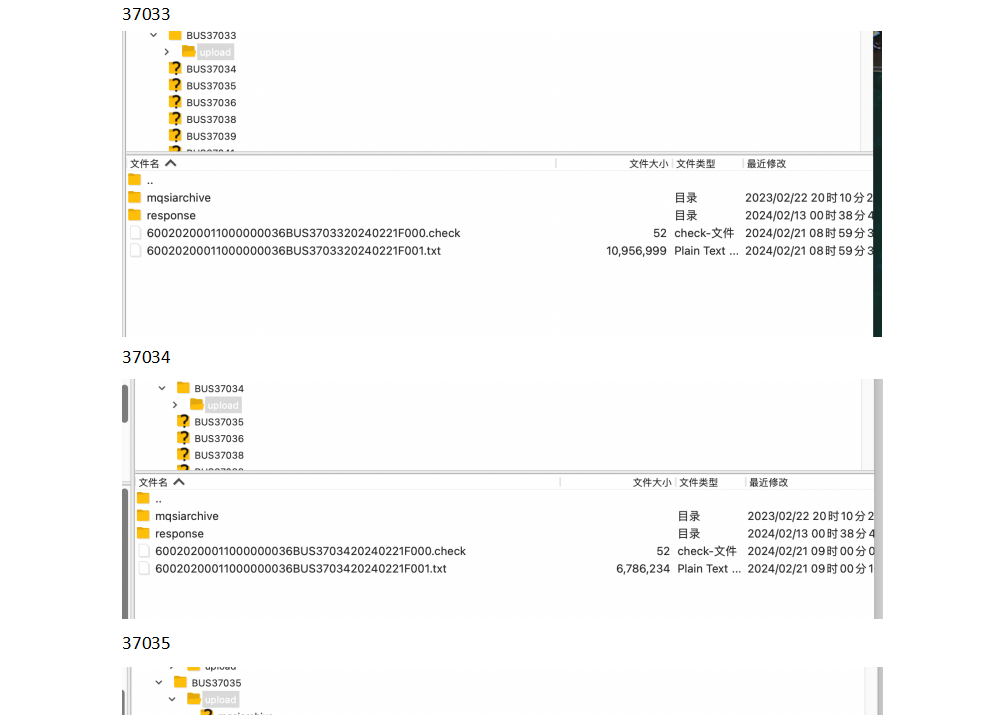 37033
BUS37033
upload
BUS37034
BUS37035
BUS37036
BUS37038
BUS37039
文件名 文件大小 文件类型 最近修改
..
mqsiarchive 目录 2023/02/22 20时10分2
response 目录 2024/02/13 00时38分4
60020200011000000036BUS3703320240221F000.check 52 check-文件 2024/02/21 08时59分3
60020200011000000036BUS3703320240221F001.txt 10,956,999 Plain Text ... 2024/02/21 08时59分3
37034
BUS37034
upload
BUS37035
BUS37036
BUS37038
文件名 文件大小 文件类型 最近修改
..
mqsiarchive 目录 2023/02/22 20时10分2
response 目录 2024/02/13 00时38分4
60020200011000000036BUS3703420240221F000.check 52 check-文件 2024/02/21 09时00分0
60020200011000000036BUS3703420240221F001.txt 6,786,234 Plain Text ... 2024/02/21 09时00分1
37035
upload
BUS37035
upload